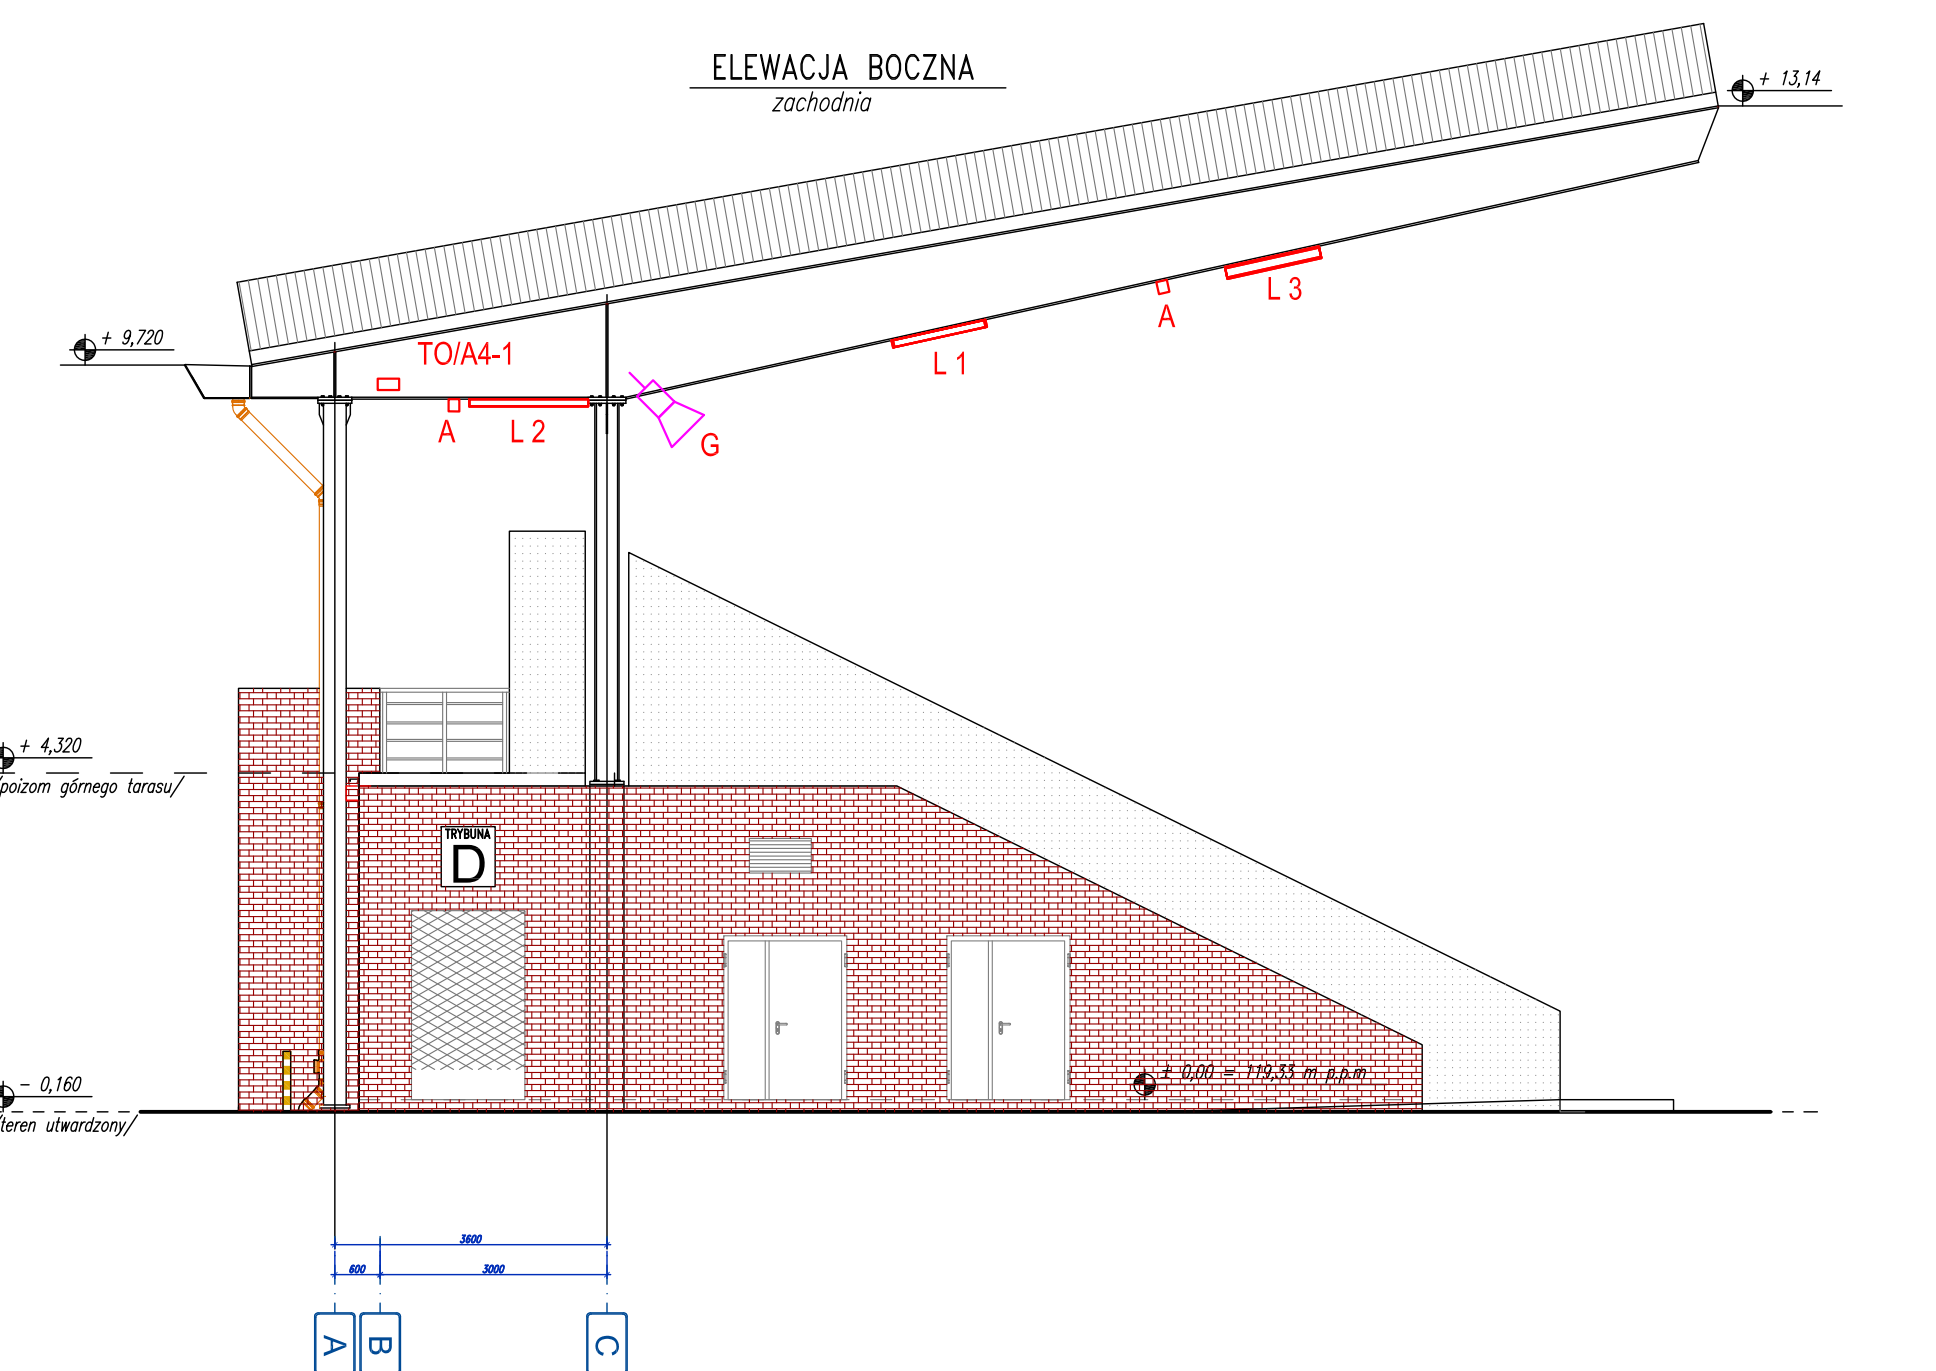 ELEWACJA BOCZNA
zachodnia
+ 13,14
+ 9,720
TO/A4-1
A
L 2
G
L 1
A
L 3
+ 4,320
/poizom górnego tarasu/
TRYBUNA
D
- 0,160
/teren utwardzony/
± 0,00 = 119,33 m p.p.m
3600
600
3000
A
B
C